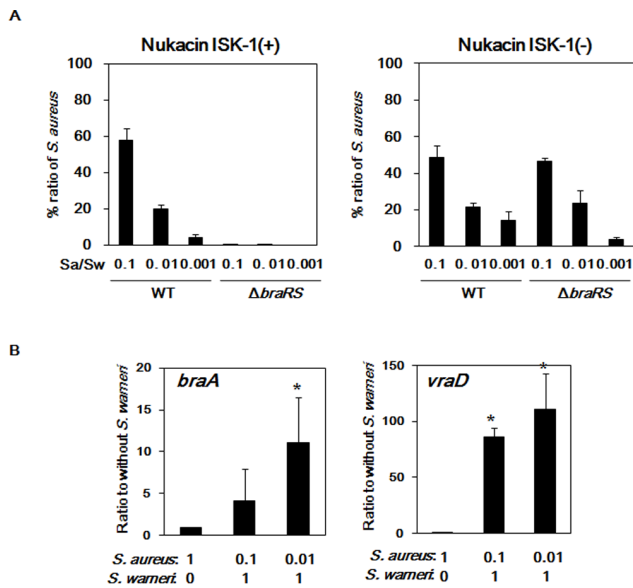 A
Nukacin ISK-1(+)
Nukacin ISK-1(-)
% ratio of S. aureus
100
80
60
40
20
0
% ratio of S. aureus
100
80
60
40
20
0
Sa/Sw 0.1 0.01 0.001 0.1 0.01 0.001
0.1 0.01 0.001 0.1 0.01 0.001
WT ΔbraRS
WT ΔbraRS
B
Ratio to without S. warneri
20
15
10
5
0
braA
*
Ratio to without S. warneri
150
100
50
0
vraD
*
*
S. aureus: 1 0.1 0.01
S. warneri: 0 1 1
S. aureus: 1 0.1 0.01
S. warneri: 0 1 1